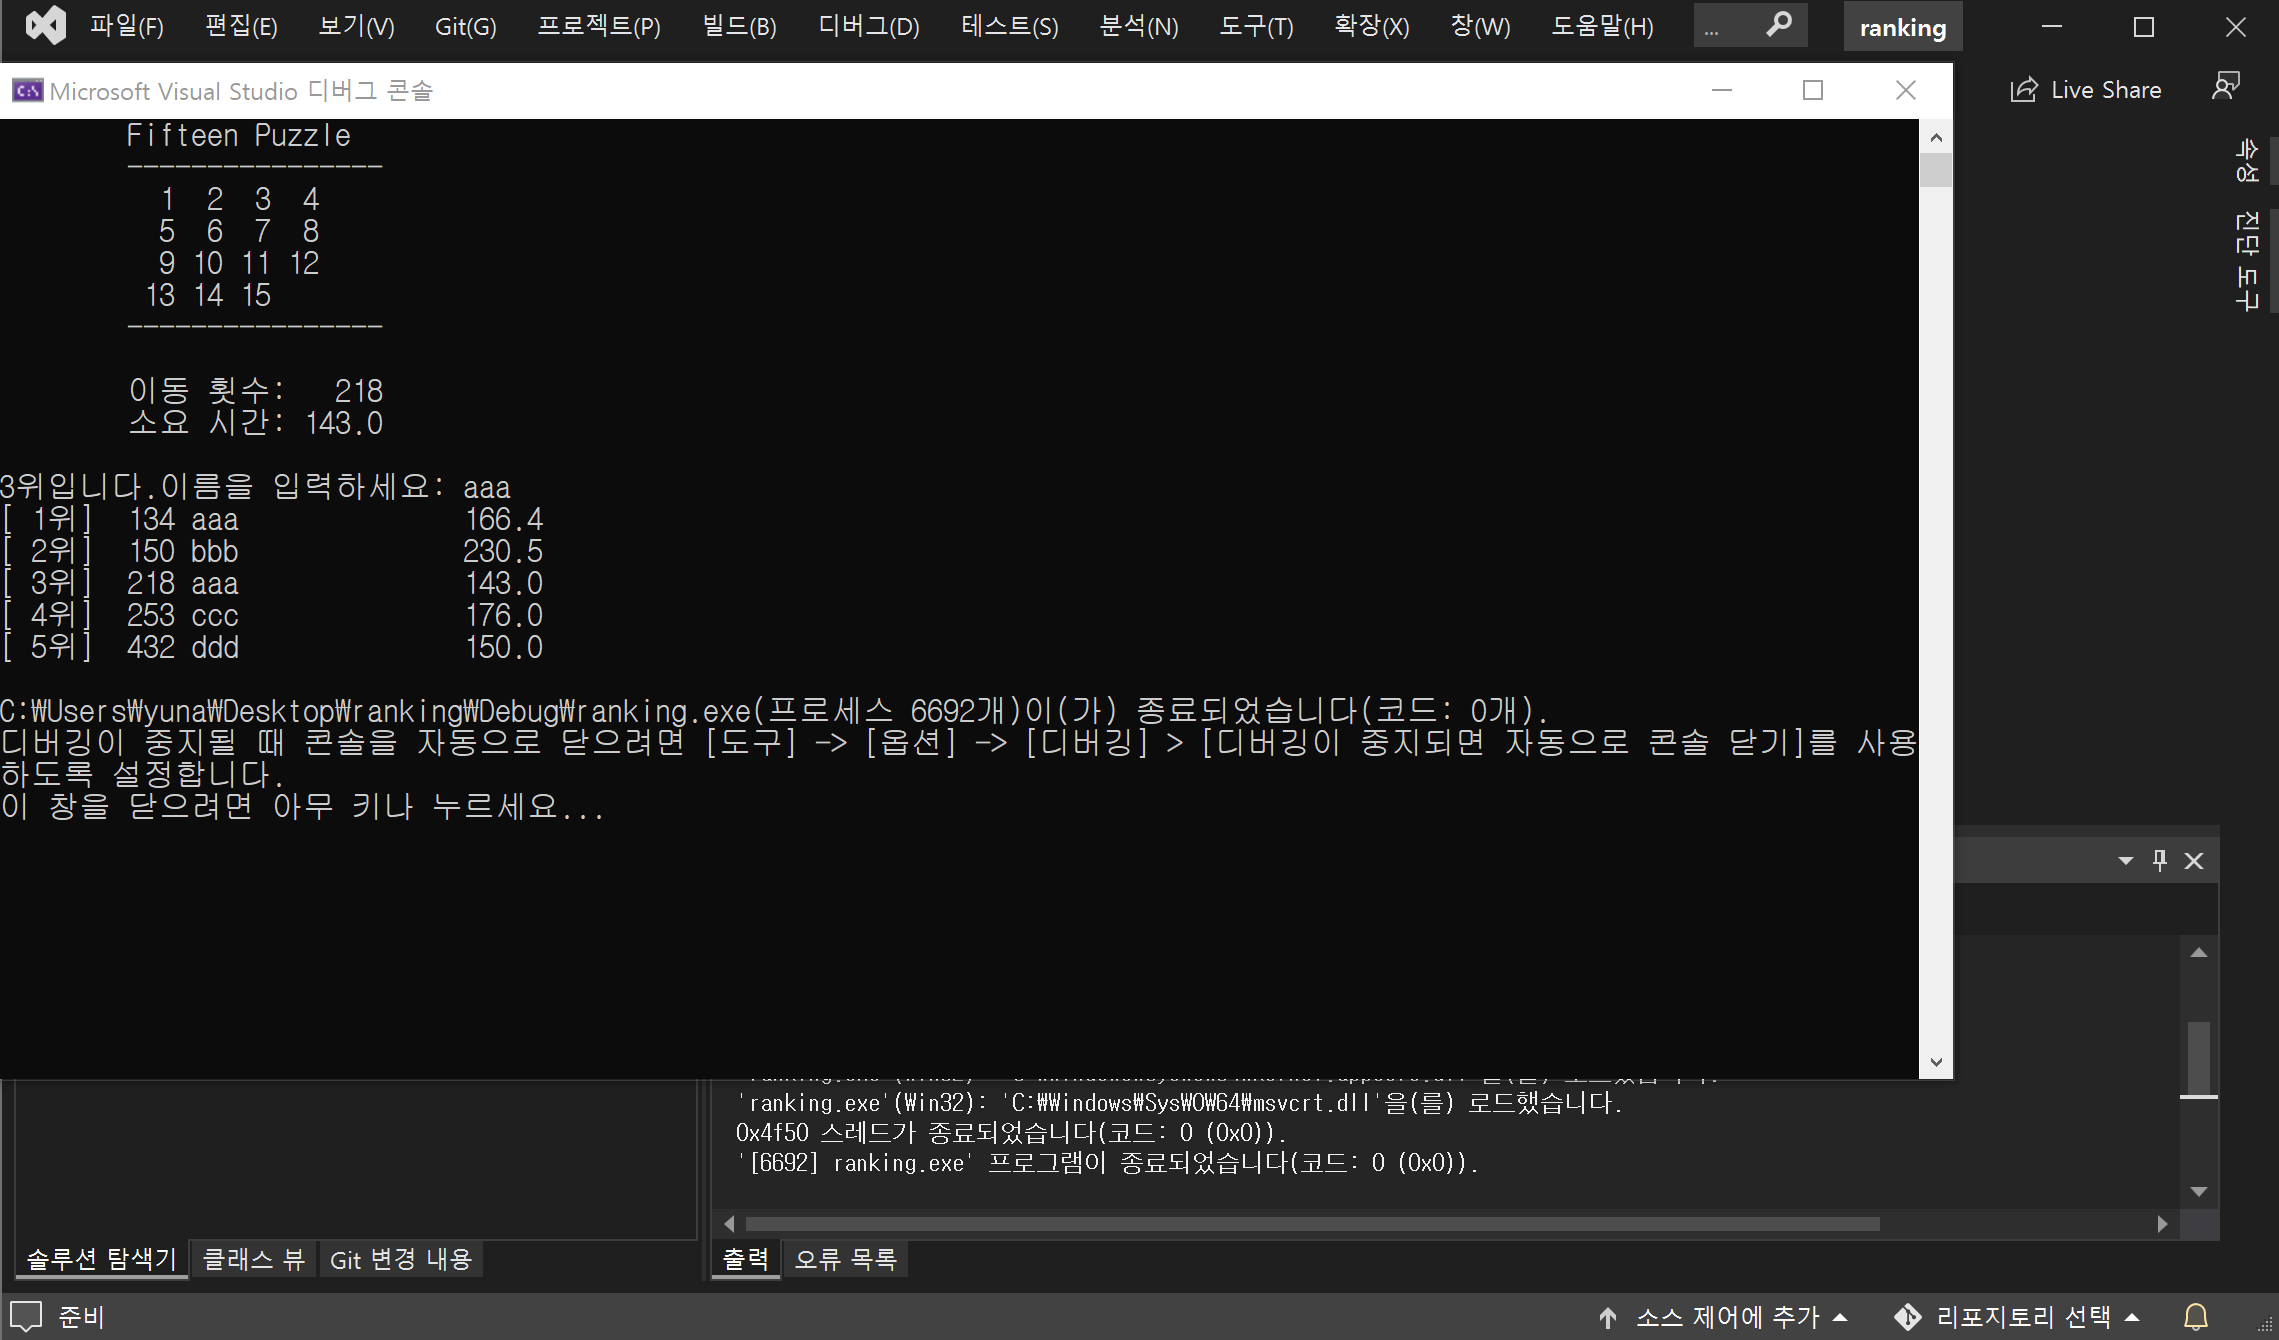 파일(F) 편집(E) 보기(V) Git(G) 프로젝트(P) 빌드(B) 디버그(D) 테스트(S) 분석(N) 도구(T) 확장(X) 창(W) 도움말(H) ... ranking
Microsoft Visual Studio 디버그 콘솔
Live Share
속성
진단 도구
Fifteen Puzzle
----------------
1 2 3 4
5 6 7 8
9 10 11 12
13 14 15
----------------
이동 횟수: 218
소요 시간: 143.0
3위입니다.이름을 입력하세요: aaa
[ 1위] 134 aaa 166.4
[ 2위] 150 bbb 230.5
[ 3위] 218 aaa 143.0
[ 4위] 253 ccc 176.0
[ 5위] 432 ddd 150.0
C:₩Users₩yuna₩Desktop₩ranking₩Debug₩ranking.exe(프로세스 6692개)이(가) 종료되었습니다(코드: 0개).
디버깅이 중지될 때 콘솔을 자동으로 닫으려면 [도구] -> [옵션] -> [디버깅] > [디버깅이 중지되면 자동으로 콘솔 닫기]를 사용
하도록 설정합니다.
이 창을 닫으려면 아무 키나 누르세요...
'ranking.exe'(Win32): 'C:₩Windows₩SysWOW64₩msvcrt.dll'을(를) 로드했습니다.
0x4f50 스레드가 종료되었습니다(코드: 0 (0x0)).
'[6692] ranking.exe' 프로그램이 종료되었습니다(코드: 0 (0x0)).
솔루션 탐색기 클래스 뷰 Git 변경 내용
출력 오류 목록
준비
소스 제어에 추가 리포지토리 선택